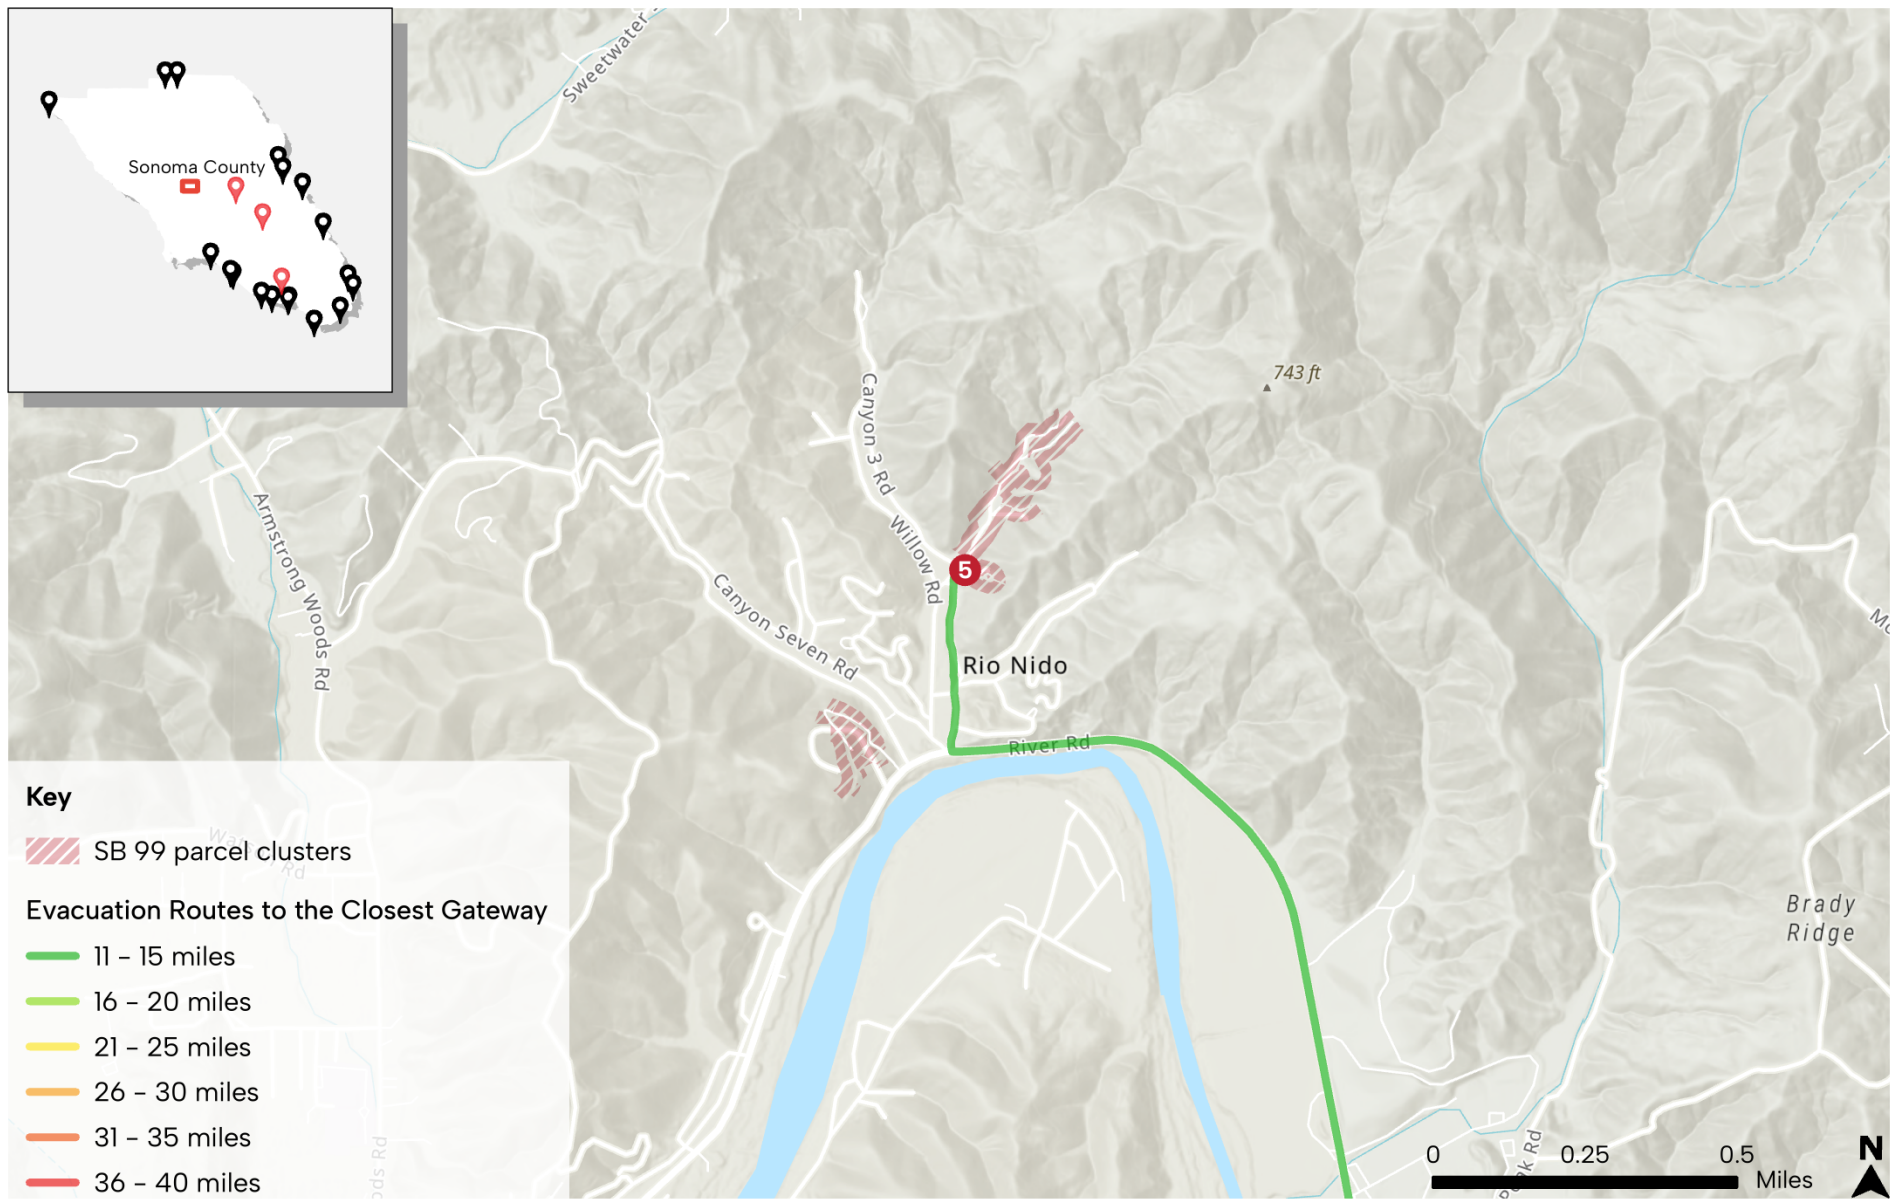 Sweetwater
Sonoma County
743 ft
Canyon 3 Rd
Armstrong Woods Rd
Willow Rd
5
Canyon Seven Rd
Rio Nido
River Rd
Key
SB 99 parcel clusters
Evacuation Routes to the Closest Gateway
11 - 15 miles
16 - 20 miles
21 - 25 miles
26 - 30 miles
31 - 35 miles
36 - 40 miles
Brady
Ridge
0 0.25 0.5
Miles
N